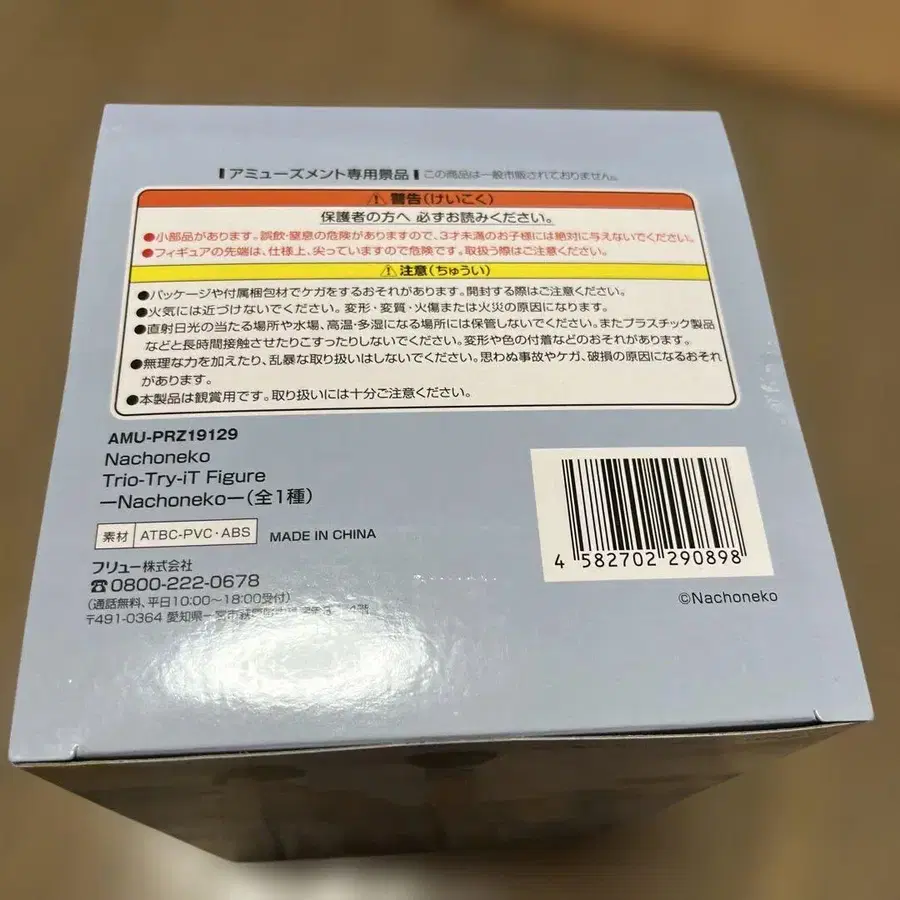 アミューズメント専用景品 この商品は一般市販されておりません。
⚠警告(けいこく)
保護者の方へ 必ずお読みください。
●小部品があります。誤飲・窒息の危険がありますので、3才未満のお子様には絶対に与えないでください。
●フィギュアの先端は、仕様上、尖っていますので危険です。取扱う際はご注意ください。
⚠注意(ちゅうい)
●パッケージや付属梱包材でケガをするおそれがあります。開封する際はご注意ください。
●火気には近づけないでください。変形・変質・火傷または火災の原因になります。
●直射日光の当たる場所や水場、高温・多湿になる場所には保管しないでください。またプラスチック製品
などと長時間接触させたりこすったりしないでください。変形や色の付着などのおそれがあります。
●無理な力を加えたり、乱暴な取り扱いはしないでください。思わぬ事故やケガ、破損の原因になるおそれ
があります。
●本製品は観賞用です。取り扱いには十分ご注意ください。
AMU-PRZ19129
Nachoneko
Trio-Try-iT Figure
―Nachoneko―(全1種)
素材 ATBC-PVC・ABS MADE IN CHINA
フリュー株式会社
☎0800-222-0678
(通話無料、平日10:00~18:00受付)
〒491-0364 愛知県一宮市
4 582702 290898
©Nachoneko